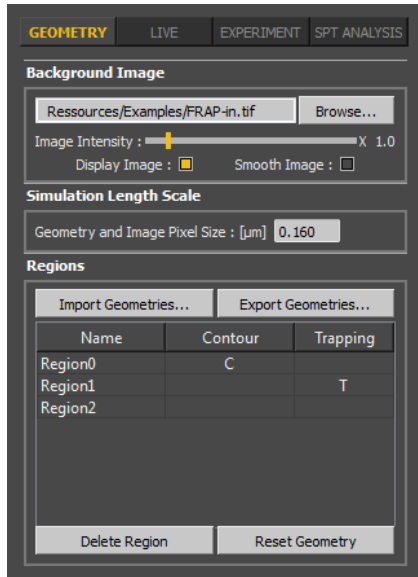 GEOMETRY LIVE EXPERIMENT SPT ANALYSIS
Background Image
Ressources/Examples/FRAP-in.tif Browse...
Image Intensity : X 1.0
Display Image : Smooth Image :
Simulation Length Scale
Geometry and Image Pixel Size : [µm] 0.160
Regions
Import Geometries... Export Geometries...
Name Contour Trapping
Region0 C
Region1 T
Region2
Delete Region Reset Geometry